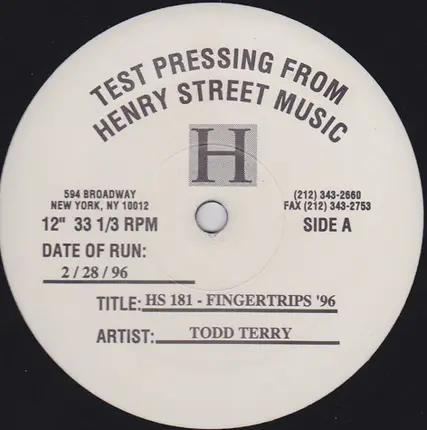 TEST PRESSING FROM
HENRY STREET MUSIC
H
594 BROADWAY
NEW YORK, NY 10012
(212) 343-2660
FAX (212) 343-2753
12" 33 1/3 RPM
SIDE A
DATE OF RUN:
2 / 28 / 96
TITLE: HS 181 - FINGERTRIPS '96
ARTIST: TODD TERRY